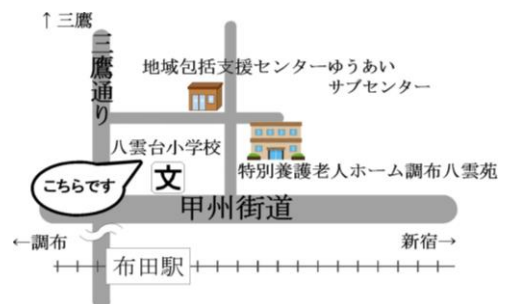 ↑三鷹
三鷹通り
地域包括支援センターゆうあい
サブセンター
八雲台小学校
こちらです
文
特別養護老人ホーム調布八雲苑
甲州街道
←調布
新宿→
布田駅